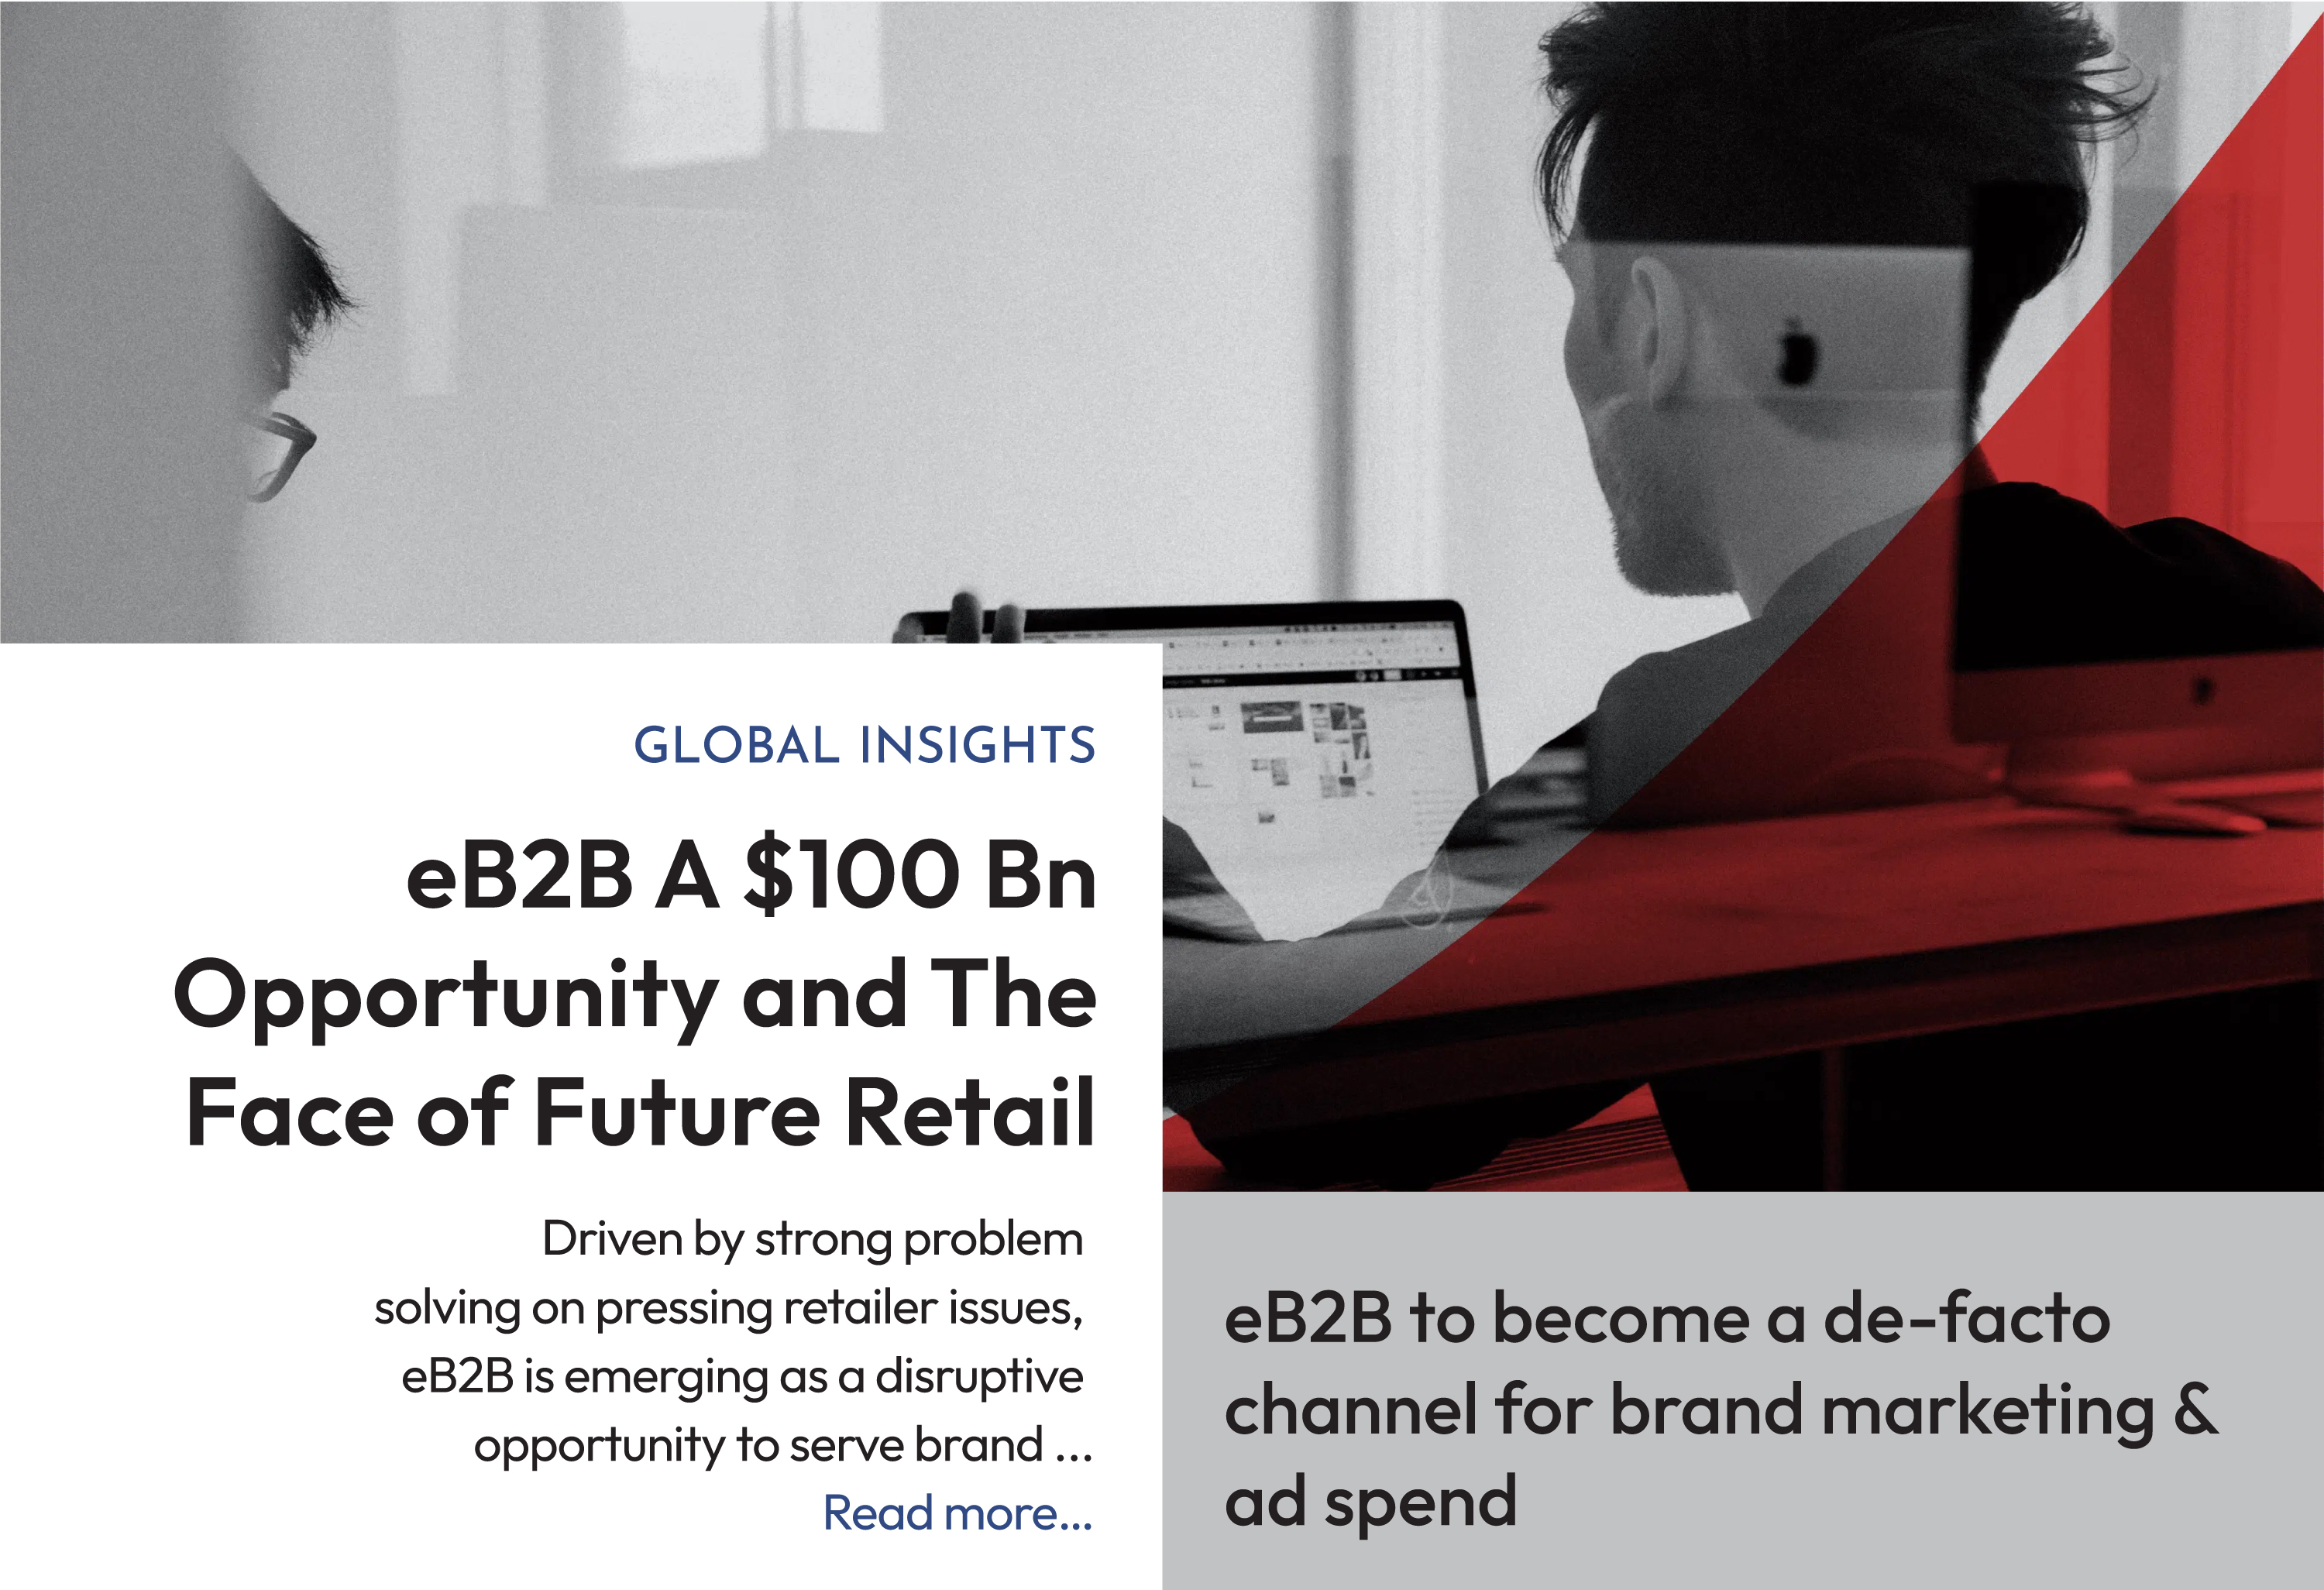 GLOBAL INSIGHTS
eB2B A $100 Bn
Opportunity and The
Face of Future Retail
Driven by strong problem
solving on pressing retailer issues,
eB2B is emerging as a disruptive
opportunity to serve brand ...
Read more...
eB2B to become a de-facto
channel for brand marketing &
ad spend